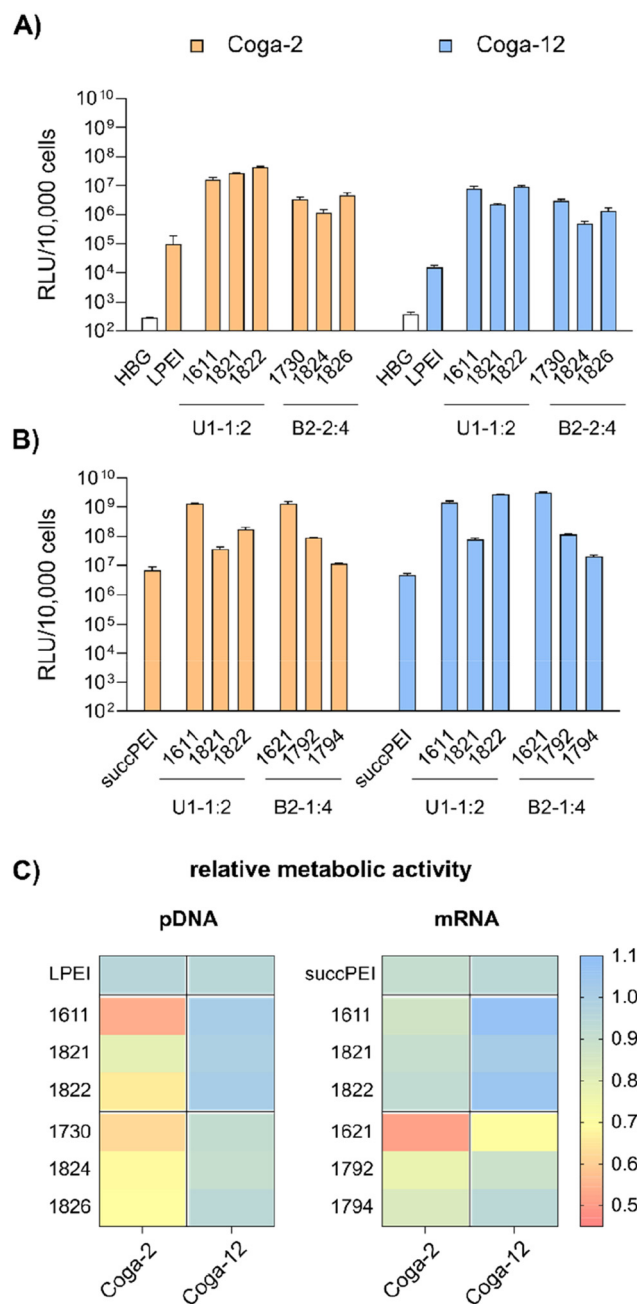 A)
Coga-2 Coga-12
RLU/10,000 cells
10^10
10^9
10^8
10^7
10^6
10^5
10^4
10^3
10^2
HBG LPEI 1611 1821 1822 1730 1824 1826 HBG LPEI 1611 1821 1822 1730 1824 1826
U1-1:2 B2-2:4 U1-1:2 B2-2:4
B)
RLU/10,000 cells
10^10
10^9
10^8
10^7
10^6
10^5
10^4
10^3
10^2
succPEI 1611 1821 1822 1621 1792 1794 succPEI 1611 1821 1822 1621 1792 1794
U1-1:2 B2-1:4 U1-1:2 B2-1:4
C) relative metabolic activity
pDNA mRNA
LPEI
1611
1821
1822
1730
1824
1826
Coga-2 Coga-12
succPEI
1611
1821
1822
1621
1792
1794
Coga-2 Coga-12
1.1
1.0
0.9
0.8
0.7
0.6
0.5